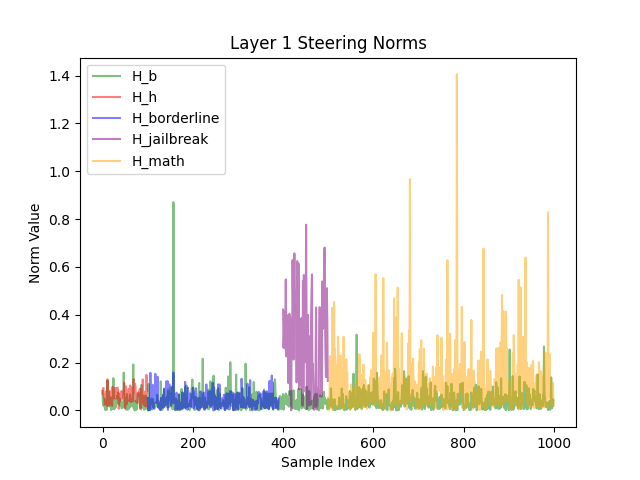 Layer 1 Steering Norms
H_b
H_h
H_borderline
H_jailbreak
H_math
Norm Value
1.4
1.2
1.0
0.8
0.6
0.4
0.2
0.0
0 200 400 600 800 1000
Sample Index